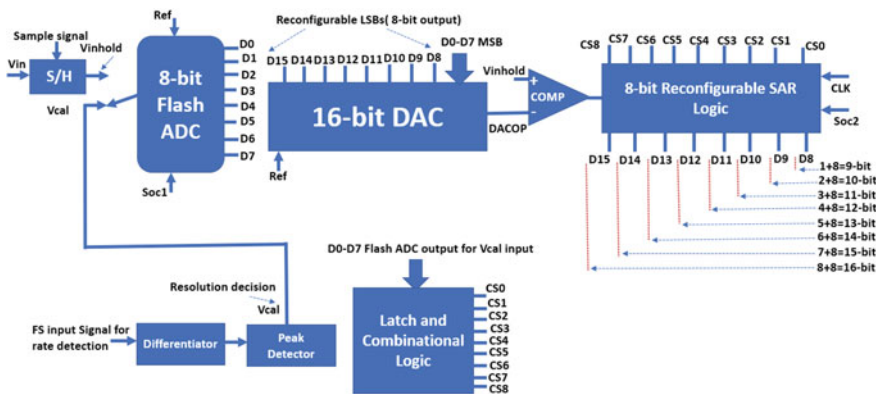 Ref
Sample signal
Vinhold
Vin
S/H
Vcal
8-bit
Flash
ADC
D0
D1
D2
D3
D4
D5
D6
D7
Soc1
Reconfigurable LSBs( 8-bit output)
D0-D7 MSB
D15
D14
D13
D12
D11
D10
D9
D8
16-bit DAC
Ref
Vinhold
+
COMP
-
DACOP
CS8
CS7
CS6
CS5
CS4
CS3
CS2
CS1
CS0
8-bit Reconfigurable SAR
Logic
CLK
Soc2
D15
D14
D13
D12
D11
D10
D9
D8
1+8=9-bit
2+8=10-bit
3+8=11-bit
4+8=12-bit
5+8=13-bit
6+8=14-bit
7+8=15-bit
8+8=16-bit
Resolution decision
Vcal
FS input Signal for
rate detection
Differentiator
Peak
Detector
D0-D7 Flash ADC output for Vcal input
Latch and
Combinational
Logic
CS0
CS1
CS2
CS3
CS4
CS5
CS6
CS7
CS8